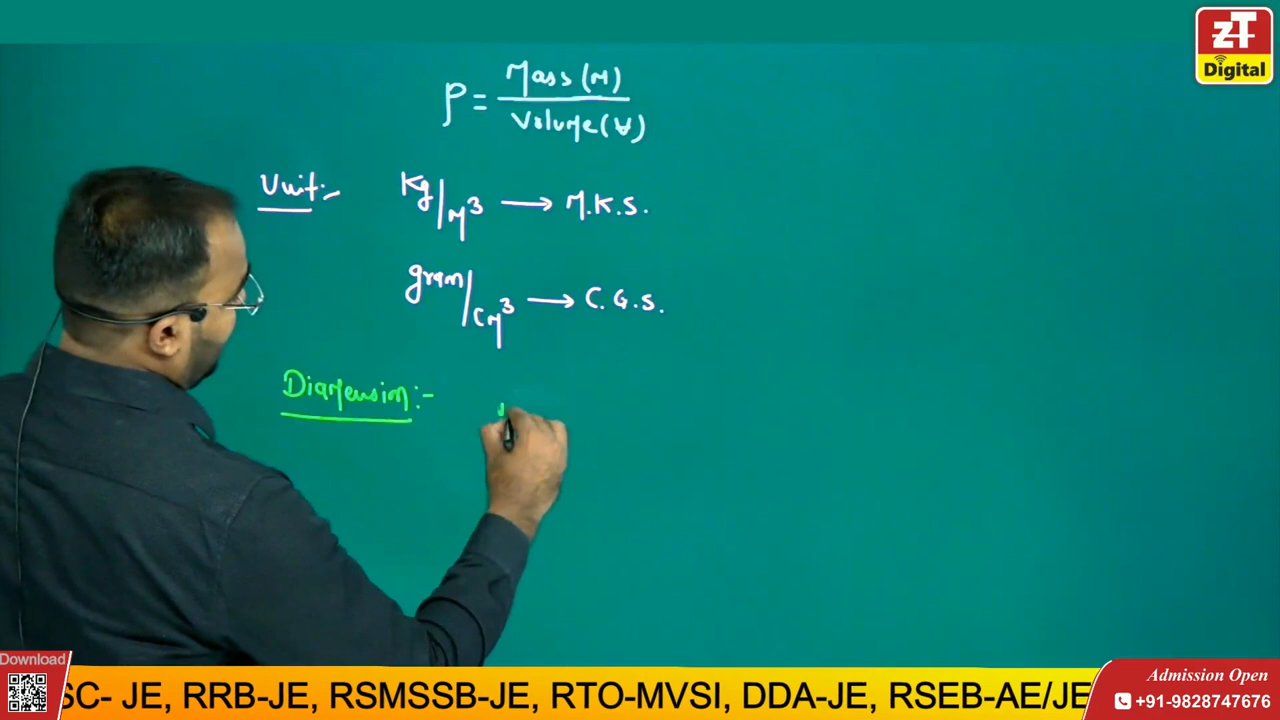 ZT
Digital
ρ = Mass(M) / Volume(V)
Unit:-
Kg/M³ → M.K.S.
gram/CM³ → C.G.S.
Diamension:-
Download
SC- JE, RRB-JE, RSMSSB-JE, RTO-MVSI, DDA-JE, RSEB-AE/JE
Admission Open
+91-9828747676